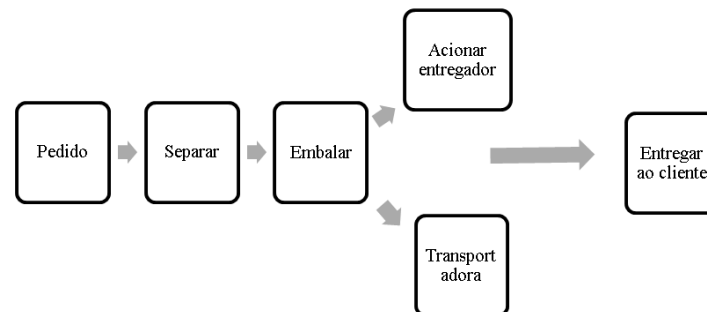 Pedido
Separar
Embalar
Acionar
entregador
Transport
adora
Entregar
ao cliente